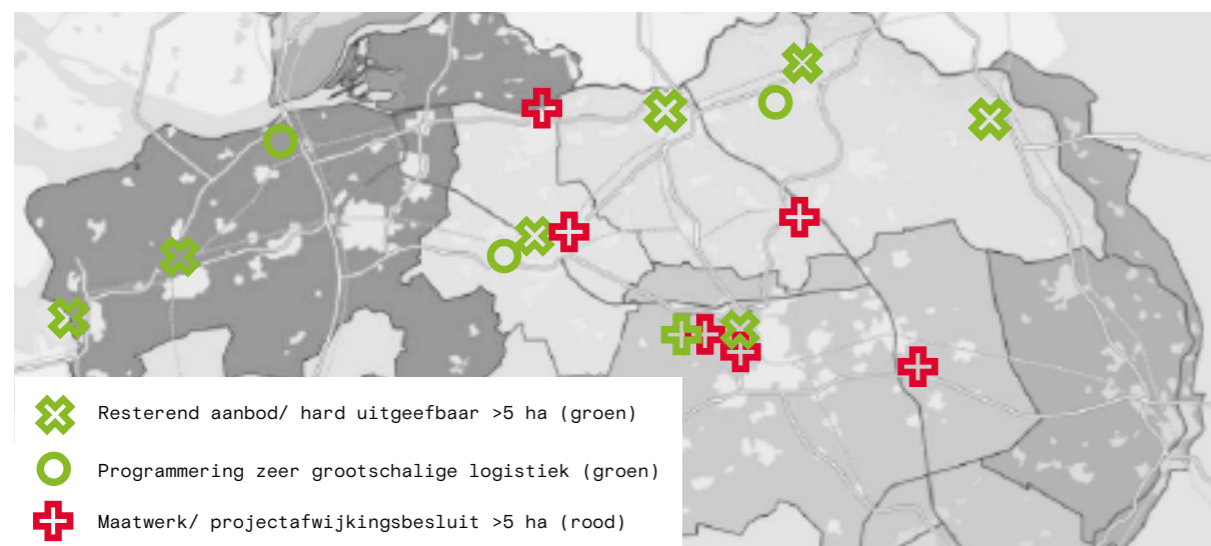 Resterend aanbod/ hard uitgeefbaar >5 ha (groen)
Programmering zeer grootschalige logistiek (groen)
Maatwerk/ projectafwijkingsbesluit >5 ha (rood)